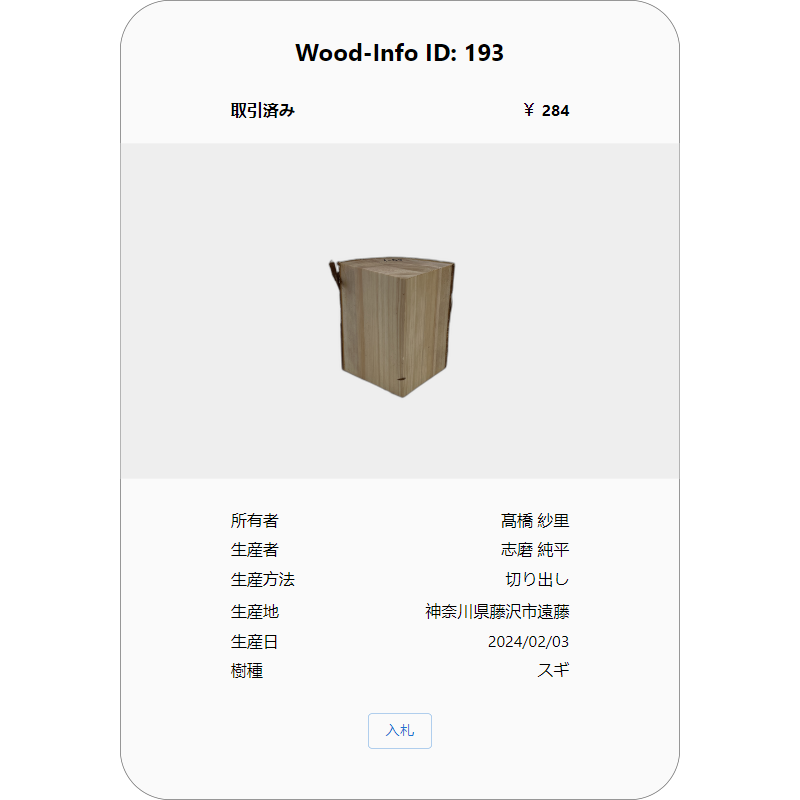 Wood-Info ID: 193
取引済み ￥ 284
所有者 髙橋 紗里
生産者 志磨 純平
生産方法 切り出し
生産地 神奈川県藤沢市遠藤
生産日 2024/02/03
樹種 スギ
入札